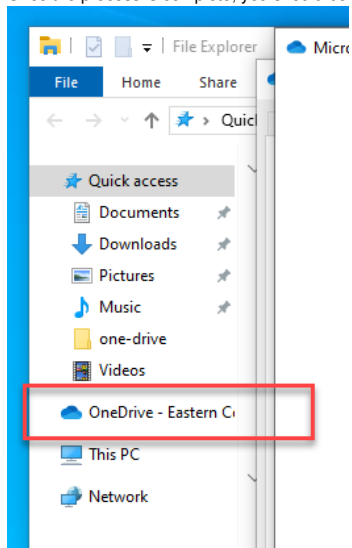 File Explorer
Micro
File Home Share
Quick
Quick access
Documents
Downloads
Pictures
Music
one-drive
Videos
OneDrive - Eastern Co
This PC
Network